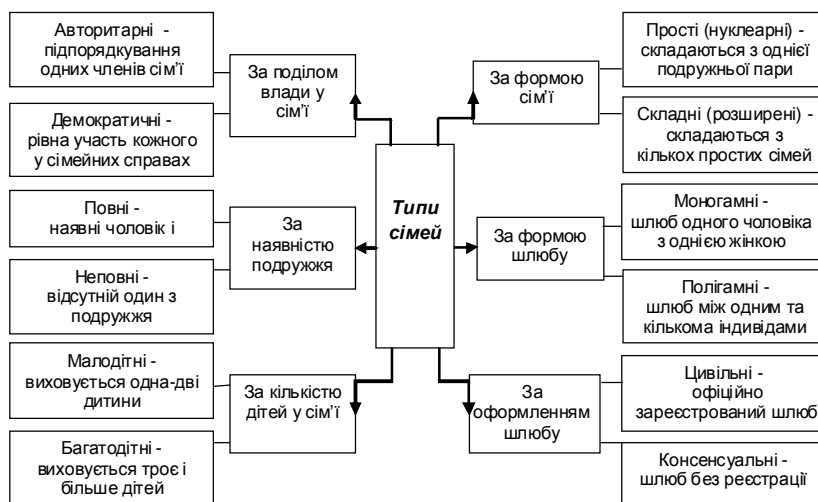 Авторитарні -
підпорядкування
одних членів сім’ї
Демократичні -
рівна участь кожного
у сімейних справах
За поділом
влади у
сім’ї
Прості (нуклеарні) -
складаються з однієї
подружньої пари
Складні (розширені) -
складаються з
кількох простих сімей
За формою
сім’ї
Типи
сімей
Повні -
наявні чоловік і
Неповні -
відсутній один з
подружжя
За
наявністю
подружжя
Моногамні -
шлюб одного чоловіка
з однією жінкою
Полігамні -
шлюб між одним та
кількома індивідами
За формою
шлюбу
Малодітні -
виховується одна-дві
дитини
Багатодітні -
виховується троє і
більше дітей
За кількістю
дітей у сім’ї
Цивільні -
офіційно
зареєстрований шлюб
Консенсуальні -
шлюб без реєстрації
За
оформленням
шлюбу